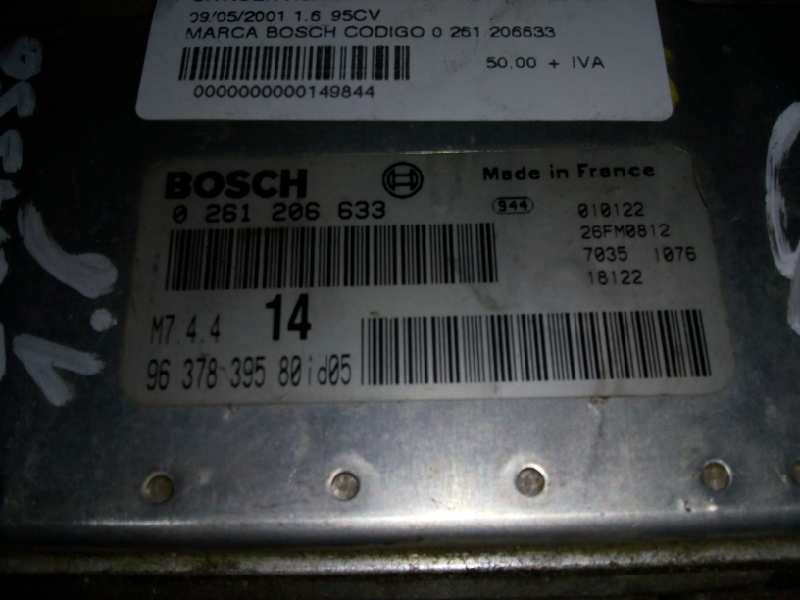 09/05/2001 1.6 95CV
MARCA BOSCH CODIGO 0 261 206633
50.00 + IVA
0000000000149844
BOSCH
Made in France
0 261 206 633
944
010122
26FM0812
7035 1076
18122
M7.4.4 14
96 378 395 80id05
1.6